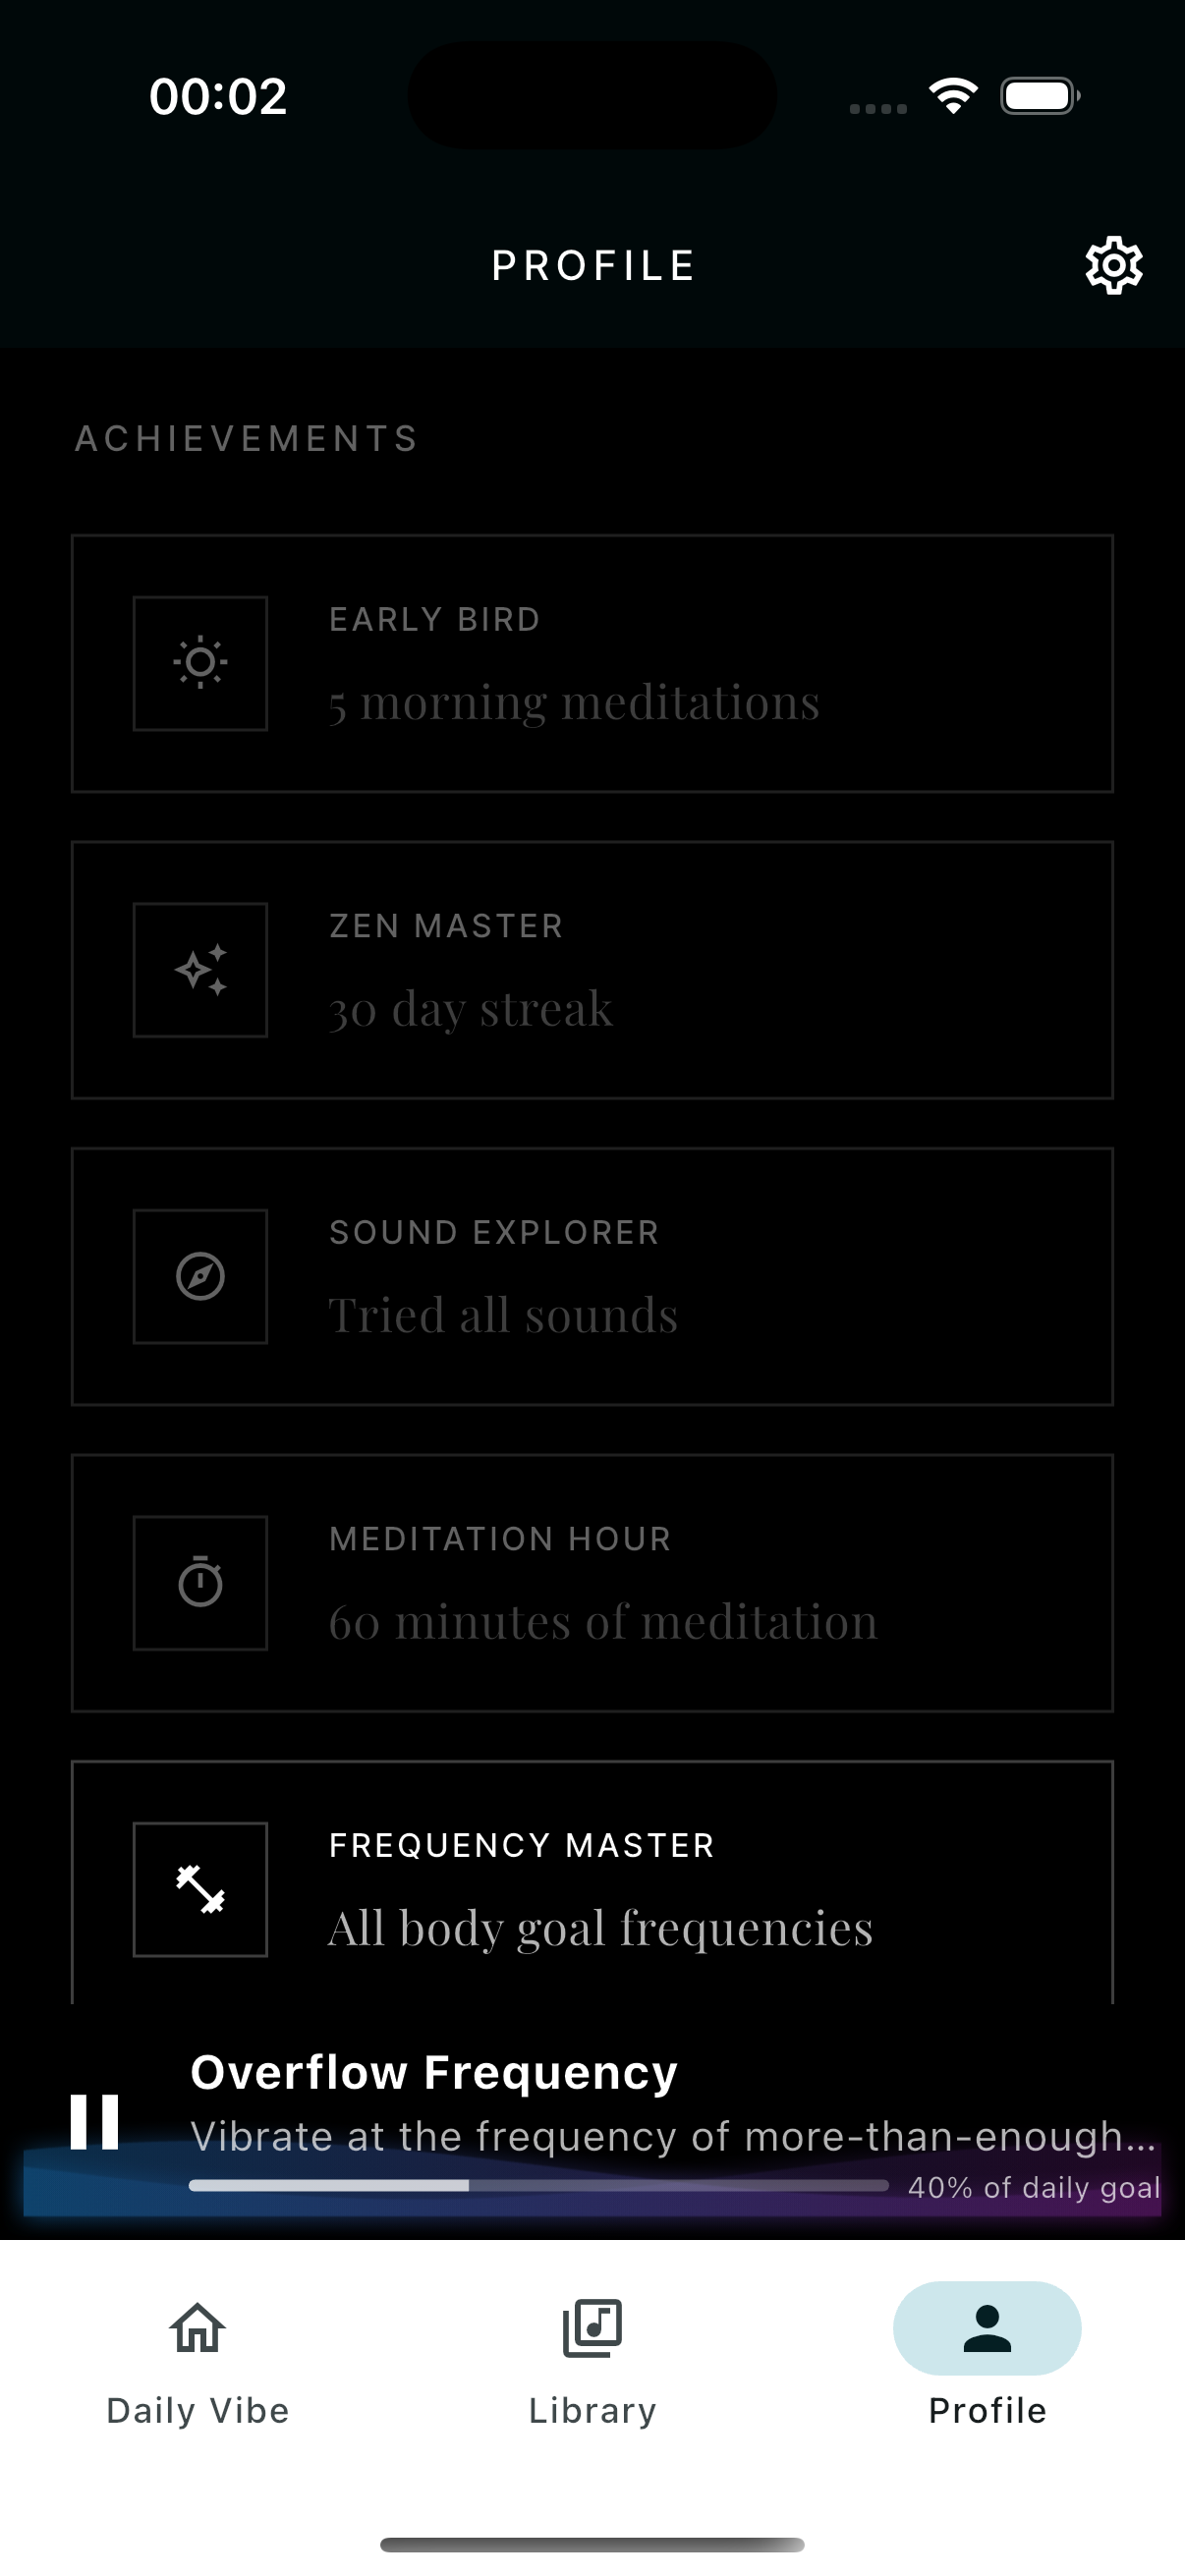 00:02
PROFILE
ACHIEVEMENTS
EARLY BIRD
5 morning meditations
ZEN MASTER
30 day streak
SOUND EXPLORER
Tried all sounds
MEDITATION HOUR
60 minutes of meditation
FREQUENCY MASTER
All body goal frequencies
Overflow Frequency
Vibrate at the frequency of more-than-enough...
40% of daily goal
Daily Vibe
Library
Profile